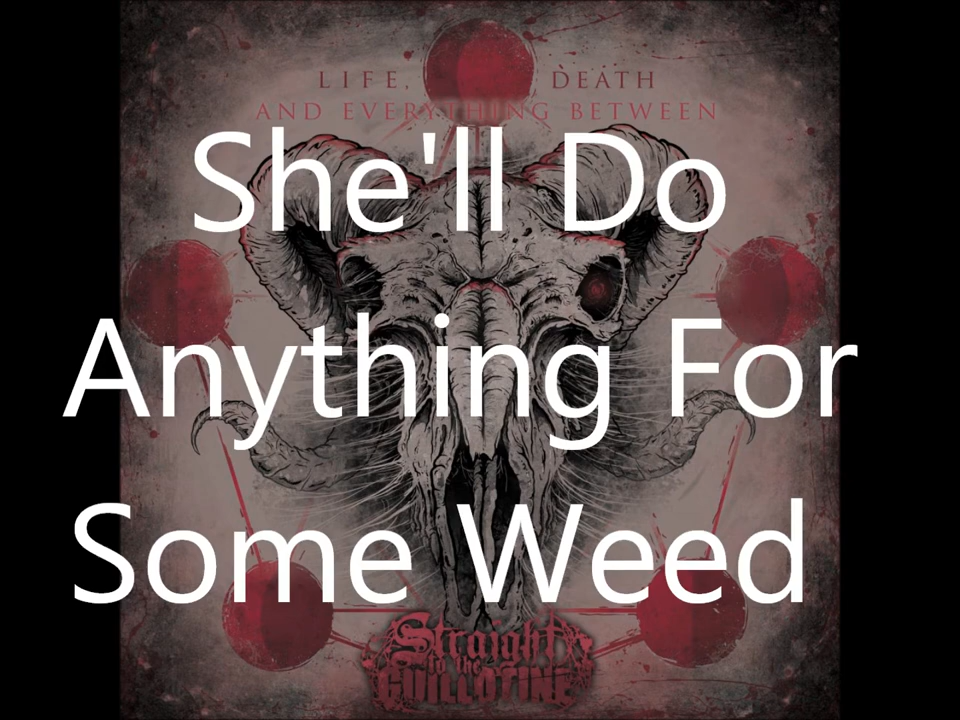 LIFE, DEATH
AND EVERYTHING BETWEEN
She'll Do
Anything For
Some Weed
Straight
to the
GUILLOTINE